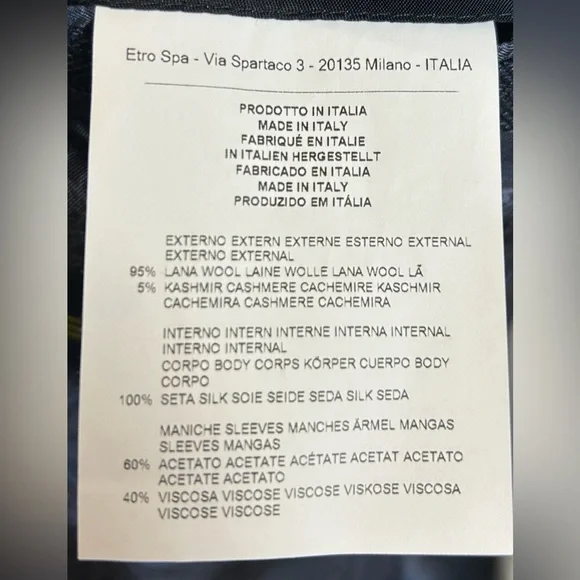 Etro Spa - Via Spartaco 3 - 20135 Milano - ITALIA
PRODOTTO IN ITALIA
MADE IN ITALY
FABRIQUÉ EN ITALIE
IN ITALIEN HERGESTELLT
FABRICADO EN ITALIA
MADE IN ITALY
PRODUZIDO EM ITÁLIA
EXTERNO EXTERN EXTERNE ESTERNO EXTERNAL
EXTERNO EXTERNAL
95% LANA WOOL LAINE WOLLE LANA WOOL LÃ
5% KASHMIR CASHMERE CACHEMIRE KASCHMIR
CACHEMIRA CASHMERE CACHEMIRA
INTERNO INTERN INTERNE INTERNA INTERNAL
INTERNO INTERNAL
CORPO BODY CORPS KÖRPER CUERPO BODY
CORPO
100% SETA SILK SOIE SEIDE SEDA SILK SEDA
MANICHE SLEEVES MANCHES ÄRMEL MANGAS
SLEEVES MANGAS
60% ACETATO ACETATE ACÉTATE ACETAT ACETATO
ACETATE ACETATO
40% VISCOSA VISCOSE VISCOSE VISKOSE VISCOSA
VISCOSE VISCOSE